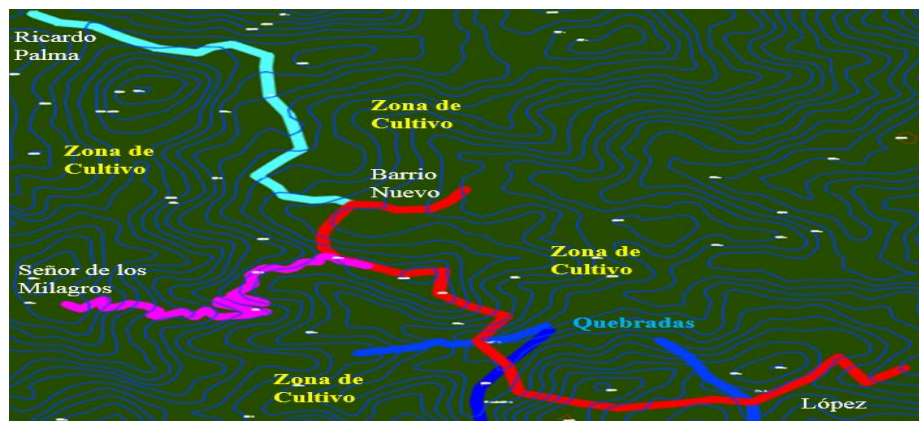 Ricardo
Palma
Zona de
Cultivo
Zona de
Cultivo
Barrio
Nuevo
Señor de los
Milagros
Zona de
Cultivo
Quebradas
Zona de
Cultivo
López